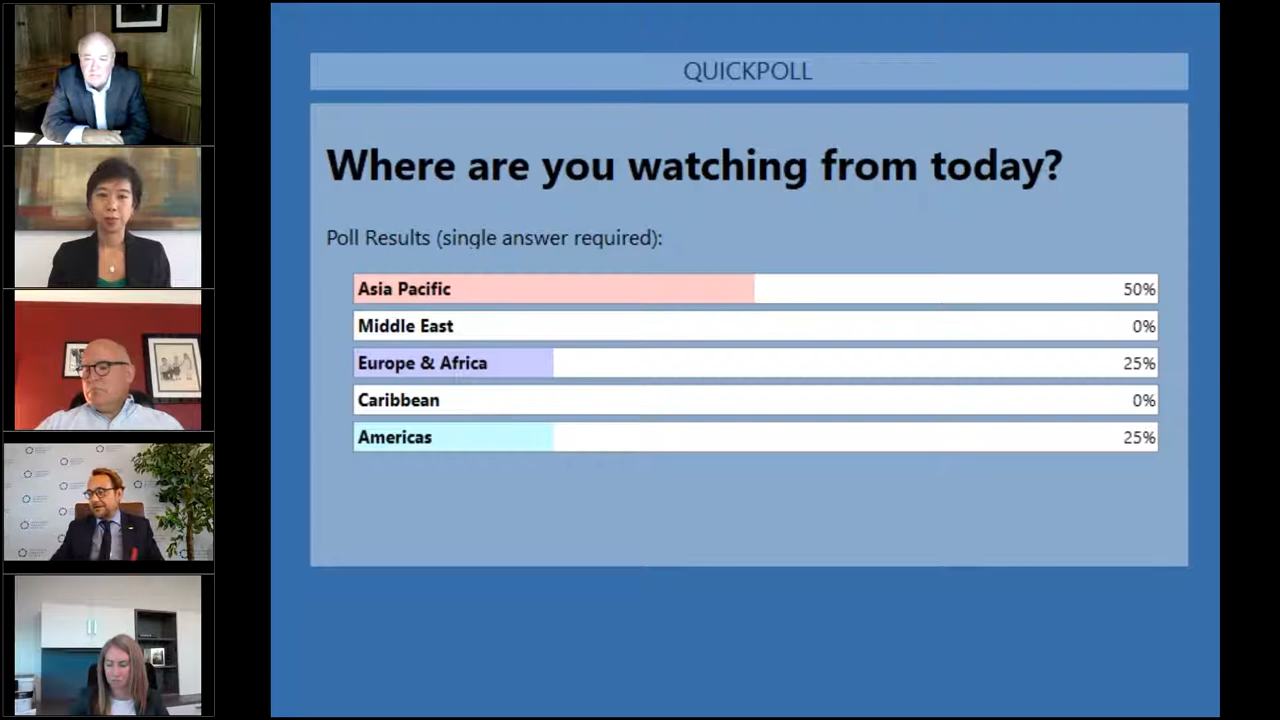 QUICKPOLL
Where are you watching from today?
Poll Results (single answer required):
Asia Pacific 50%
Middle East 0%
Europe & Africa 25%
Caribbean 0%
Americas 25%